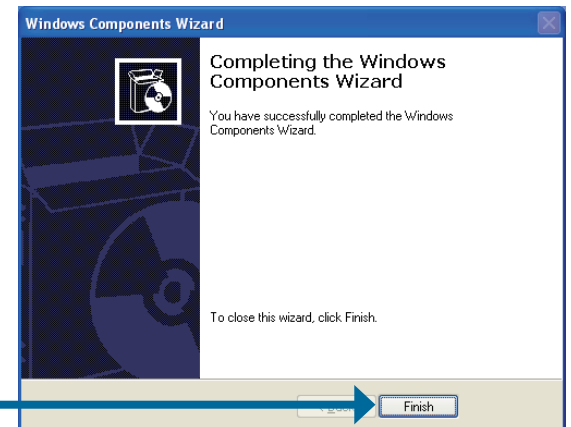 Windows Components Wizard
Completing the Windows
Components Wizard
You have successfully completed the Windows
Components Wizard.
To close this wizard, click Finish.
Finish